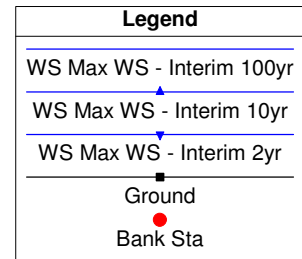 Legend
WS Max WS - Interim 100yr
WS Max WS - Interim 10yr
WS Max WS - Interim 2yr
Ground
Bank Sta